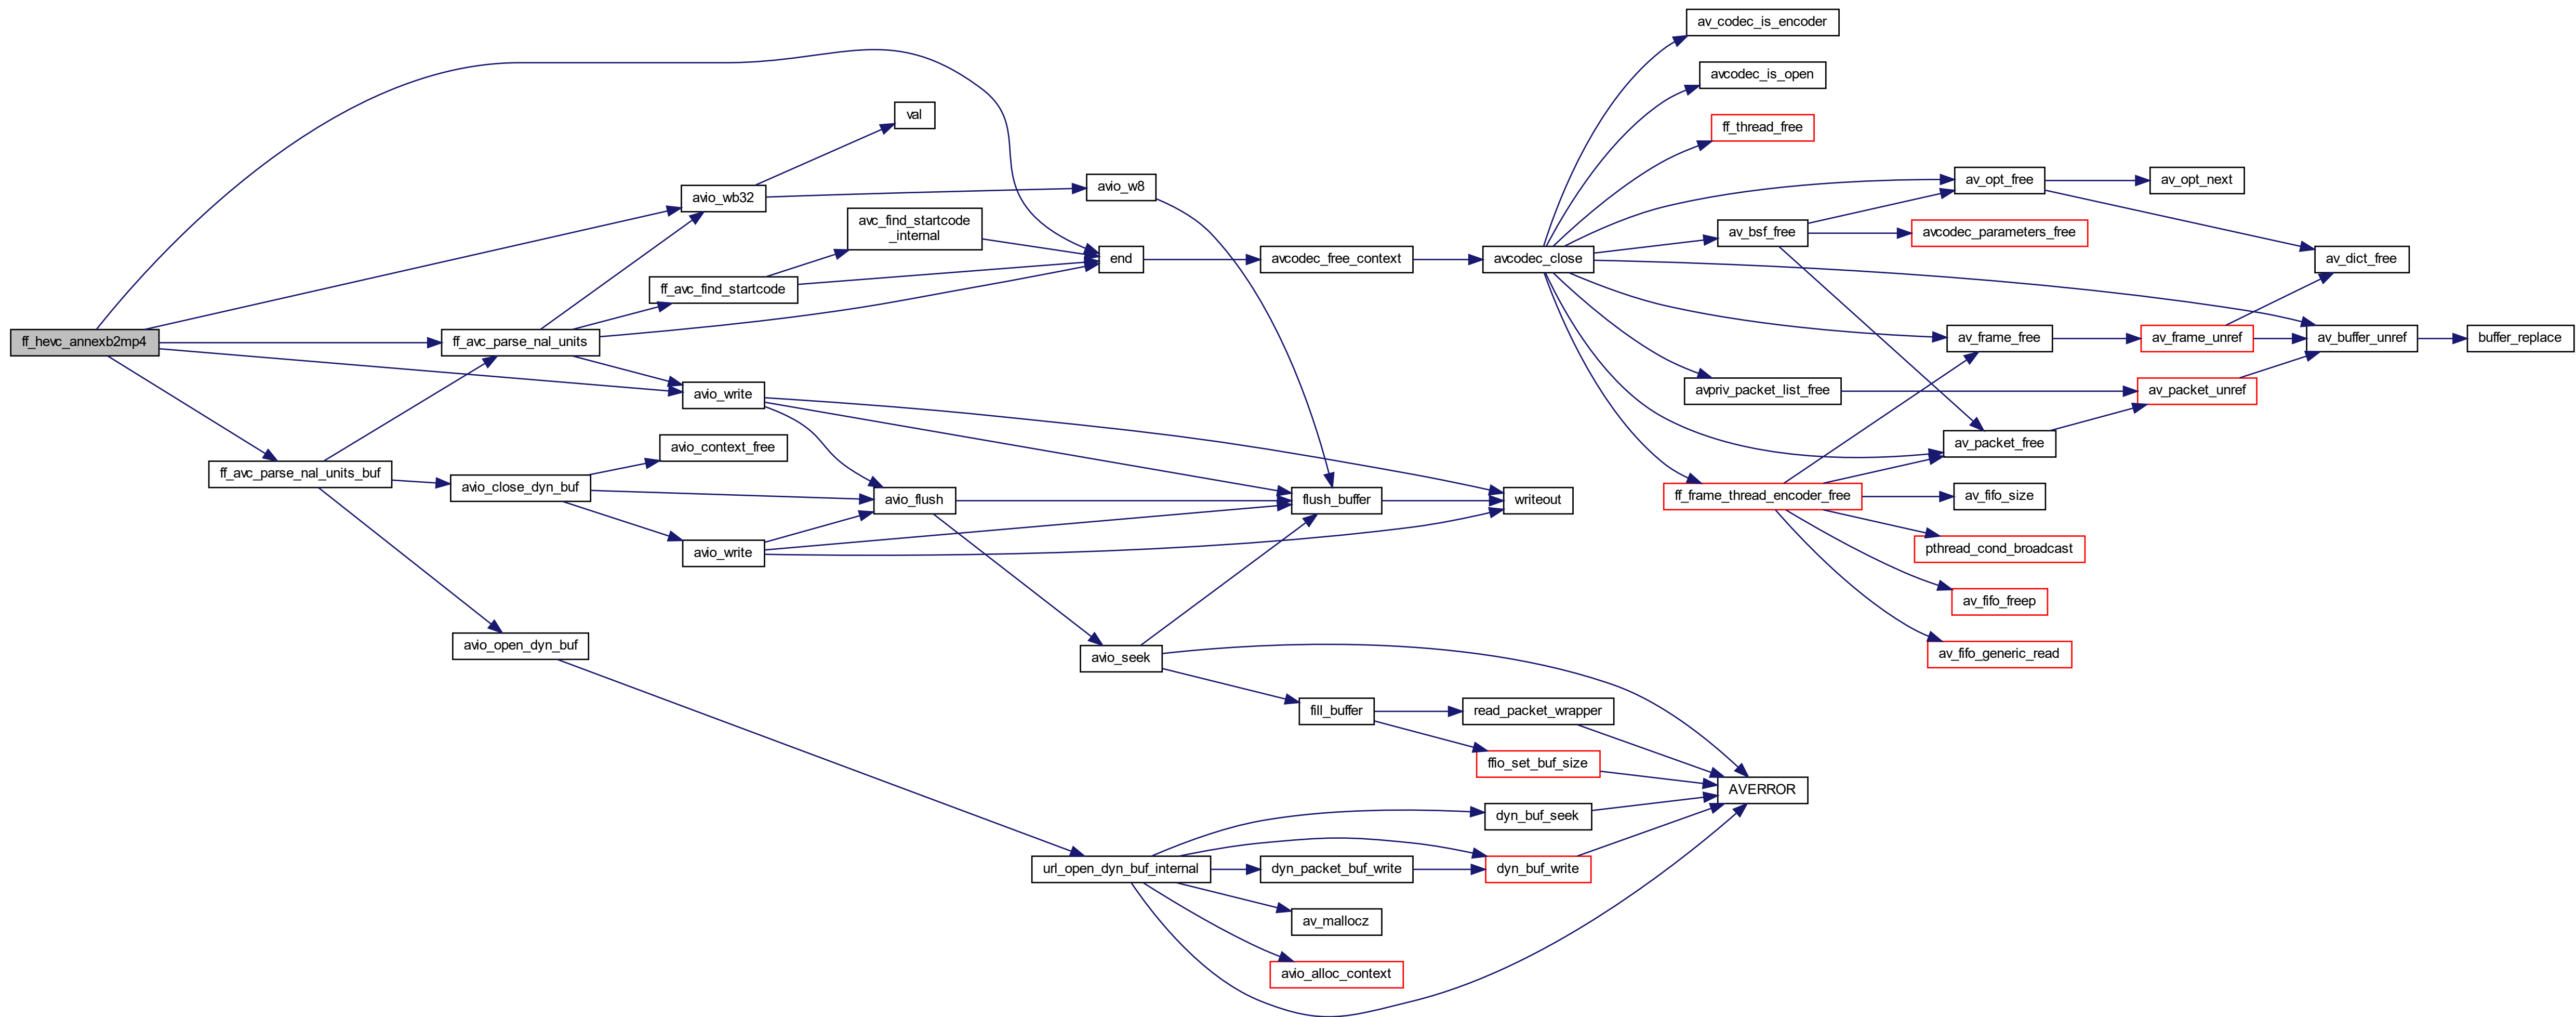 ff_hevc_annexb2mp4
ff_avc_parse_nal_units_buf
ff_avc_parse_nal_units
avio_close_dyn_buf
avio_open_dyn_buf
avio_wb32
ff_avc_find_startcode
avio_write
avio_context_free
avio_write
val
avc_find_startcode
_internal
avio_flush
avio_w8
end
avio_seek
url_open_dyn_buf_internal
avcodec_free_context
flush_buffer
fill_buffer
dyn_packet_buf_write
av_mallocz
avio_alloc_context
avcodec_close
writeout
read_packet_wrapper
ffio_set_buf_size
dyn_buf_seek
dyn_buf_write
av_codec_is_encoder
avcodec_is_open
ff_thread_free
av_bsf_free
avpriv_packet_list_free
ff_frame_thread_encoder_free
AVERROR
av_opt_free
avcodec_parameters_free
av_frame_free
av_packet_free
av_fifo_size
pthread_cond_broadcast
av_fifo_freep
av_fifo_generic_read
av_opt_next
av_frame_unref
av_packet_unref
av_dict_free
av_buffer_unref
buffer_replace